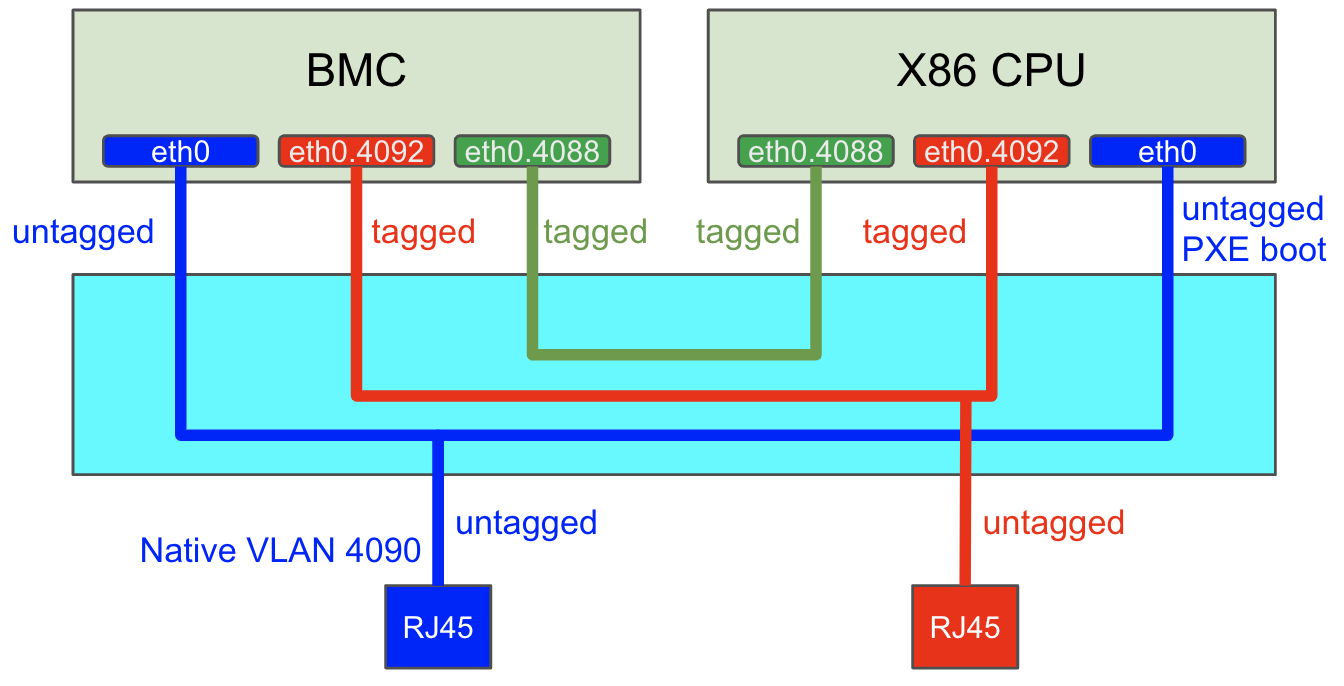 BMC
X86 CPU
eth0
eth0.4092
eth0.4088
eth0.4088
eth0.4092
eth0
untagged
tagged
tagged
tagged
tagged
untagged
PXE boot
untagged
Native VLAN 4090
untagged
RJ45
RJ45